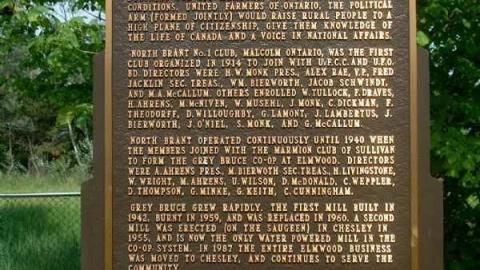 CONDITIONS. UNITED FARMERS OF ONTARIO, THE POLITICAL
ARM (FORMED JOINTLY) WOULD RAISE RURAL PEOPLE TO A
HIGH PLANE OF CITIZENSHIP, GIVE THEM KNOWLEDGE OF
THE LIFE OF CANADA AND A VOICE IN NATIONAL AFFAIRS.
NORTH BRANT No.1 CLUB, MALCOLM ONTARIO, WAS THE FIRST
CLUB ORGANIZED IN 1914 TO JOIN WITH U.F.C.C. AND U.F.O.
BD. DIRECTORS WERE H.W. MONK PRES., ALEX RAE, V.P., FRED
JACKLIN SEC. TREAS., WM. BIERWORTH, JACOB SCHWINDT,
AND M.A. McCALLUM. OTHERS ENROLLED W. TULLOCK, F. DRAVES,
H. AHRENS, M. McNIVEN, W. MUSEHL, J. MONK, C. DICKMAN, F.
THEODORFF, D. WILLOUGHBY, G. LAMONT, J. LAMBERTUS, J.
BIERWORTH, J. O'NIEL, S. MONK, AND G. McCALLUM.
NORTH BRANT OPERATED CONTINUOUSLY UNTIL 1940 WHEN
THE MEMBERS JOINED WITH THE MARMION CLUB OF SULLIVAN
TO FORM THE GREY BRUCE CO-OP AT ELMWOOD. DIRECTORS
WERE A. AHRENS PRES., M. BIERWOTH SEC. TREAS., H. LIVINGSTONE,
W. WRIGHT, M. AHRENS, U. WILSON, D. McDONALD, C. WEPPLER,
D. THOMPSON, G. MINKE, G. KEITH, C. CUNNINGHAM.
GREY BRUCE GREW RAPIDLY. THE FIRST MILL BUILT IN
1942, BURNT IN 1959, AND WAS REPLACED IN 1960. A SECOND
MILL WAS ERECTED (ON THE SAUGEEN) IN CHESLEY IN
1955, AND IS NOW THE ONLY WATER POWERED MILL IN THE
CO-OP SYSTEM. IN 1987 THE ENTIRE ELMWOOD BUSINESS
WAS MOVED TO CHESLEY, AND CONTINUES TO SERVE THE
COMMUNITY.